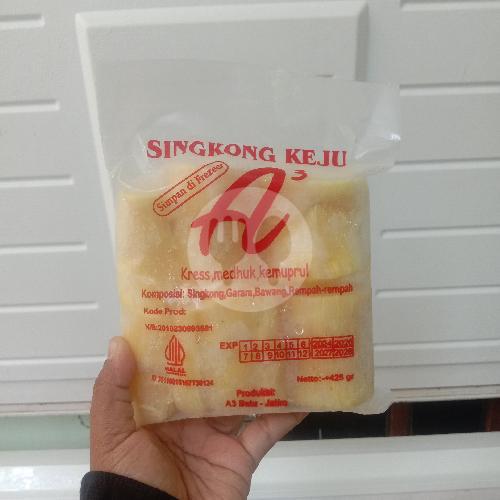 SINGKONG KEJU
Simpan di Frezeer
A3
Kress,medhuk,kemuprul
Komposisi: Singkong,Garam,Bawang,Rempah-rempah
Kode Prod:
EXP 1 2 3 4 5 6 2024 2026
7 8 9 10 11 12 2027 2028
HALAL
Netto:+425 gr
Produksi:
A3 Batu - Jatim